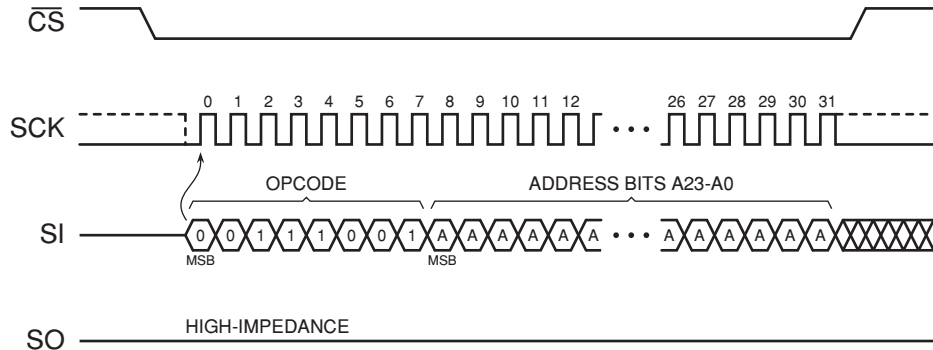 CS
0 1 2 3 4 5 6 7 8 9 10 11 12 26 27 28 29 30 31
SCK
OPCODE ADDRESS BITS A23-A0
SI 0 0 1 1 1 0 0 1 A A A A A A A A A A A A
MSB MSB
HIGH-IMPEDANCE
SO